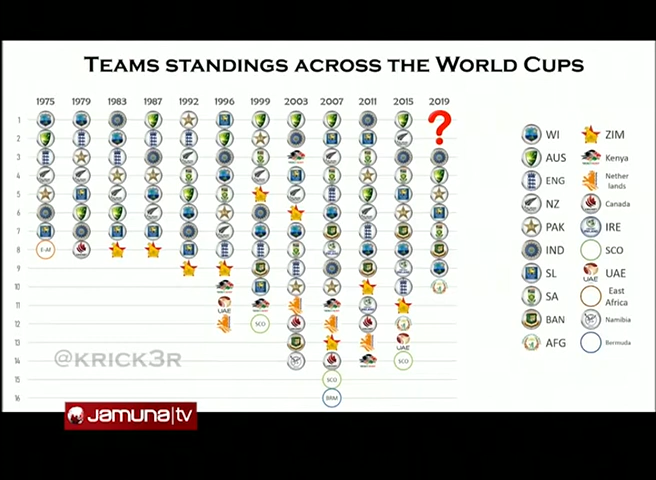 TEAMS STANDINGS ACROSS THE WORLD CUPS
1975 1979 1983 1987 1992 1996 1999 2003 2007 2011 2015 2019
1
2
3
4
5
6
7
8
9
10
11
12
13
14
15
16
?
E-AF
UAE
SCO
UAE
SCO
SCO
BRM
WI
AUS
ENG
NZ
PAK
IND
SL
SA
BAN
AFG
ZIM
Kenya
Nether
lands
Canada
IRE
SCO
UAE
East
Africa
Namibia
Bermuda
@KRICK3R
JAMUNA|tv